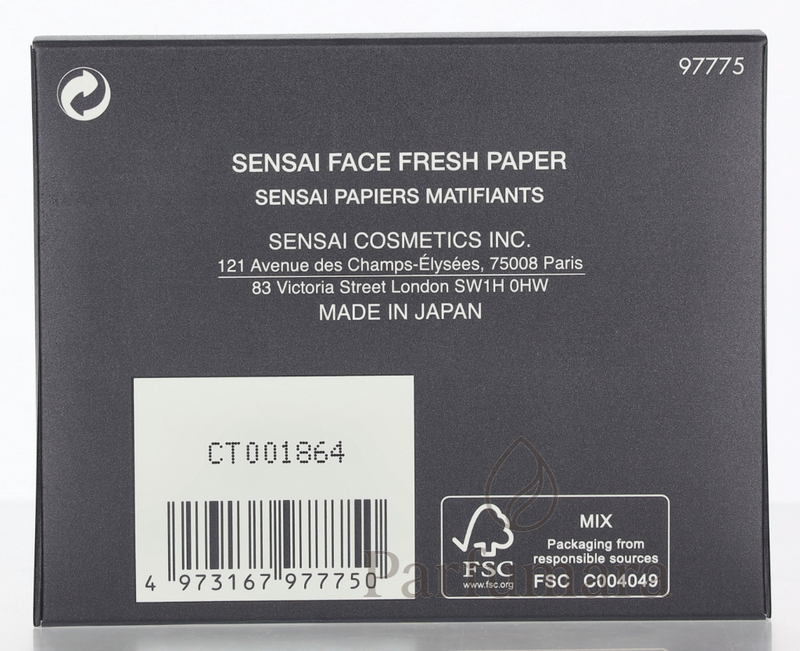 97775
SENSAI FACE FRESH PAPER
SENSAI PAPIERS MATIFIANTS
SENSAI COSMETICS INC.
121 Avenue des Champs-Élysées, 75008 Paris
83 Victoria Street London SW1H 0HW
MADE IN JAPAN
CT001864
4 973167 977750
FSC
www.fsc.org
MIX
Packaging from
responsible sources
FSC C004049